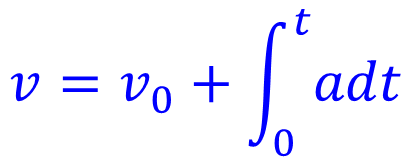 v = v₀ + ∫₀ᵗ adt